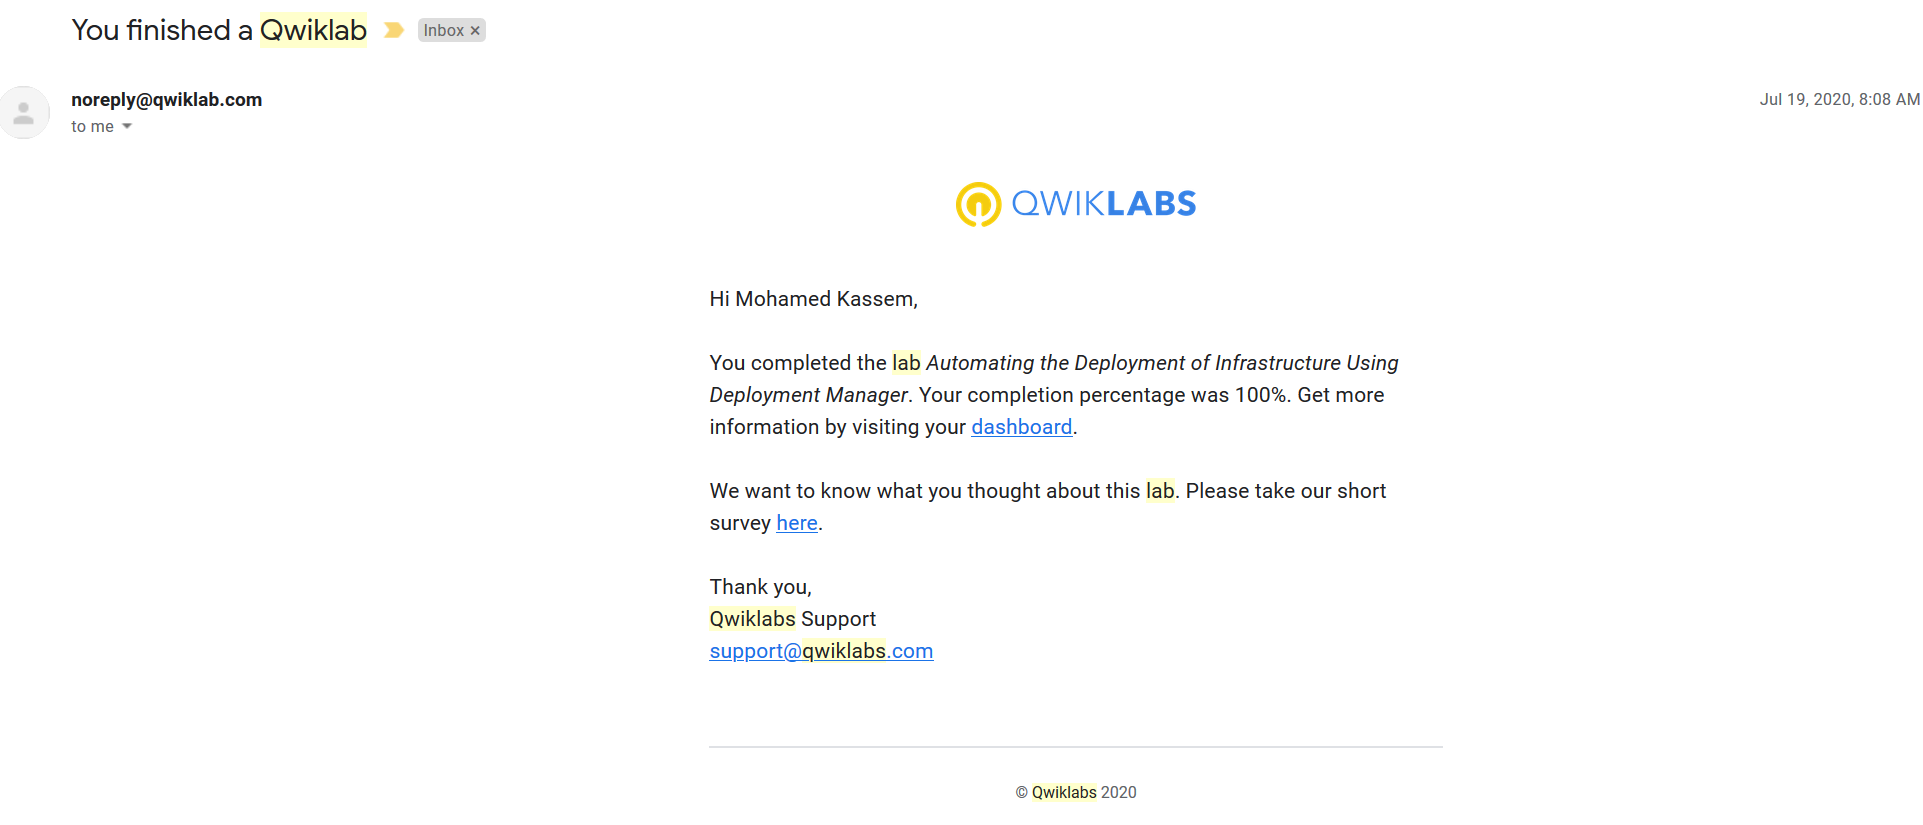 You finished a Qwiklab Inbox ×
noreply@qwiklab.com
Jul 19, 2020, 8:08 AM
to me
QWIKLABS
Hi Mohamed Kassem,
You completed the lab Automating the Deployment of Infrastructure Using
Deployment Manager. Your completion percentage was 100%. Get more
information by visiting your dashboard.
We want to know what you thought about this lab. Please take our short
survey here.
Thank you,
Qwiklabs Support
support@qwiklabs.com
© Qwiklabs 2020